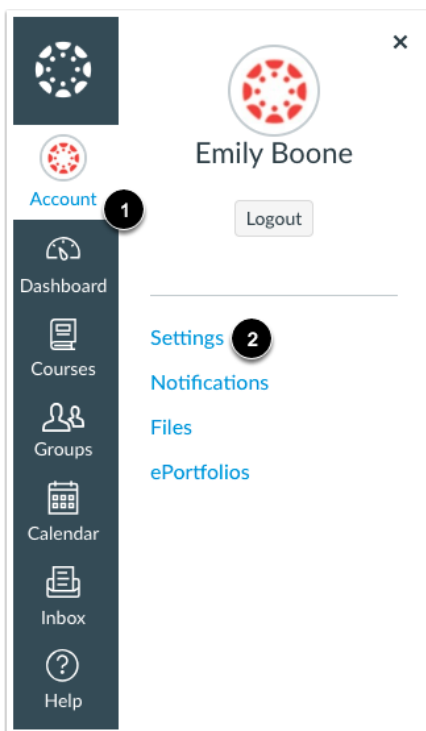 Account
1
Dashboard
Courses
Groups
Calendar
Inbox
Help
×
Emily Boone
Logout
Settings 2
Notifications
Files
ePortfolios